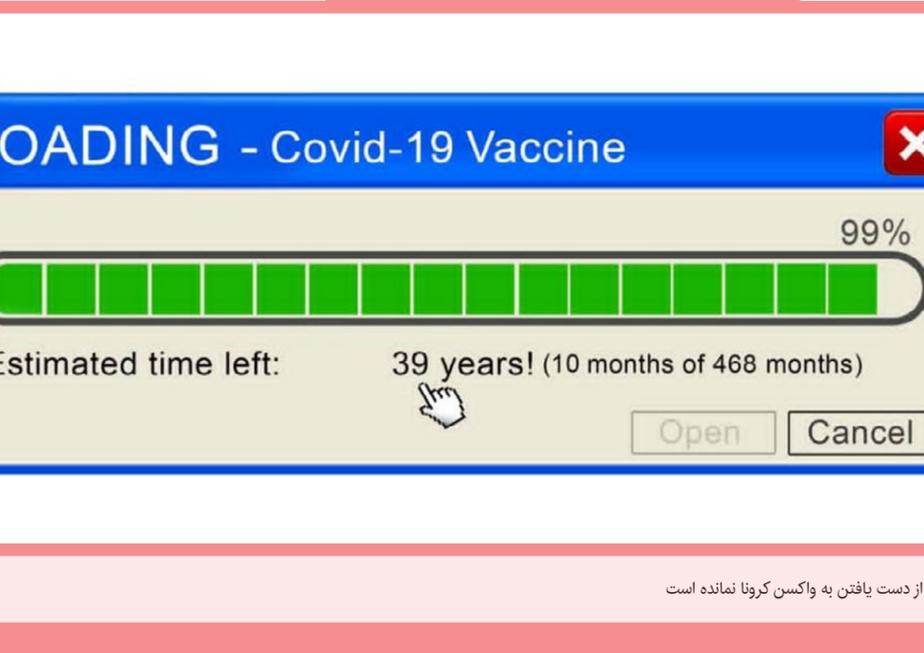 OADING - Covid-19 Vaccine
99%
Estimated time left: 39 years! (10 months of 468 months)
Open Cancel
از دست یافتن به واکسن کرونا نمانده است